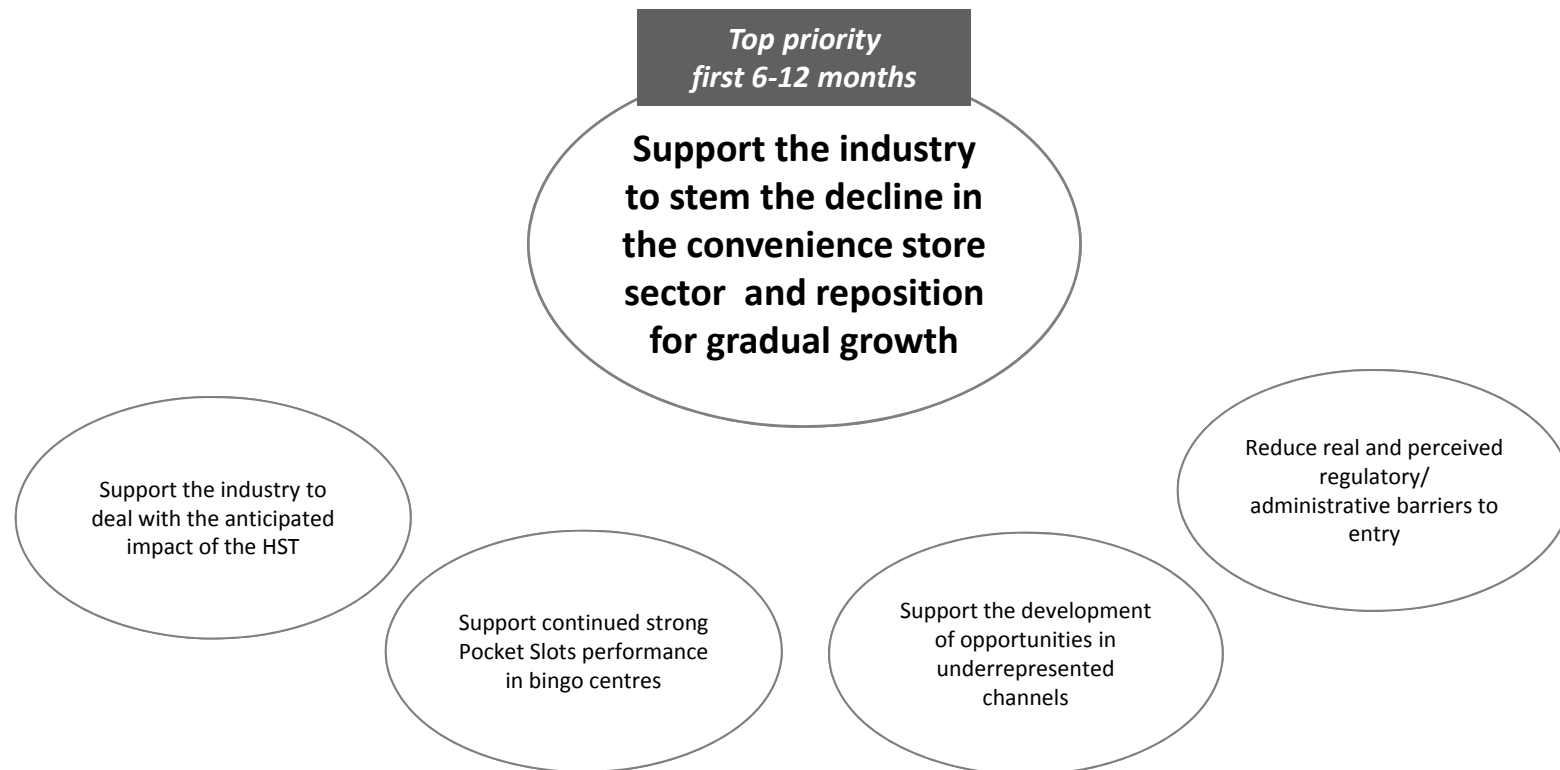 Top priority
first 6-12 months
Support the industry
to stem the decline in
the convenience store
sector  and reposition
for gradual growth
Support the industry to
deal with the anticipated
impact of the HST
Support continued strong
Pocket Slots performance
in bingo centres
Support the development
of opportunities in
underrepresented
channels
Reduce real and perceived
regulatory/
administrative barriers to
entry